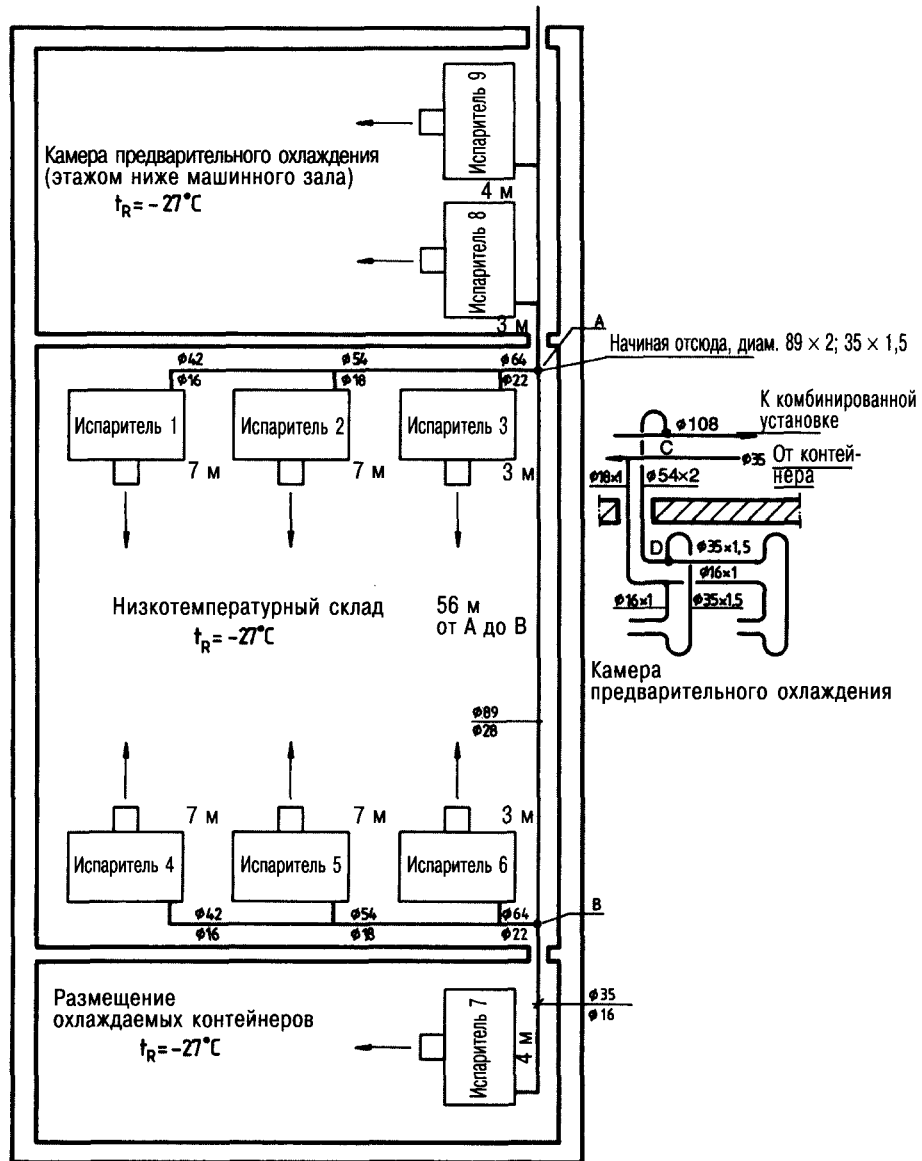 Испаритель 9
Камера предварительного охлаждения
(этажом ниже машинного зала)
tR = -27°C
4 м
Испаритель 8
3 м
A
Начиная отсюда, диам. 89 × 2; 35 × 1,5
ø42
ø16
ø54
ø18
ø64
ø22
Испаритель 1
7 м
Испаритель 2
7 м
Испаритель 3
3 м
К комбинированной
установке
ø108
C
ø35
От контей-
нера
ø18×1
ø54×2
D
ø35×1,5
ø16×1
ø16×1
ø35×1,5
Камера
предварительного охлаждения
Низкотемпературный склад
tR = -27°C
56 м
от А до В
ø89
ø28
7 м
7 м
3 м
Испаритель 4
Испаритель 5
Испаритель 6
ø42
ø16
ø54
ø18
ø64
ø22
B
Размещение
охлаждаемых контейнеров
tR = -27°C
Испаритель 7
4 м
ø35
ø16